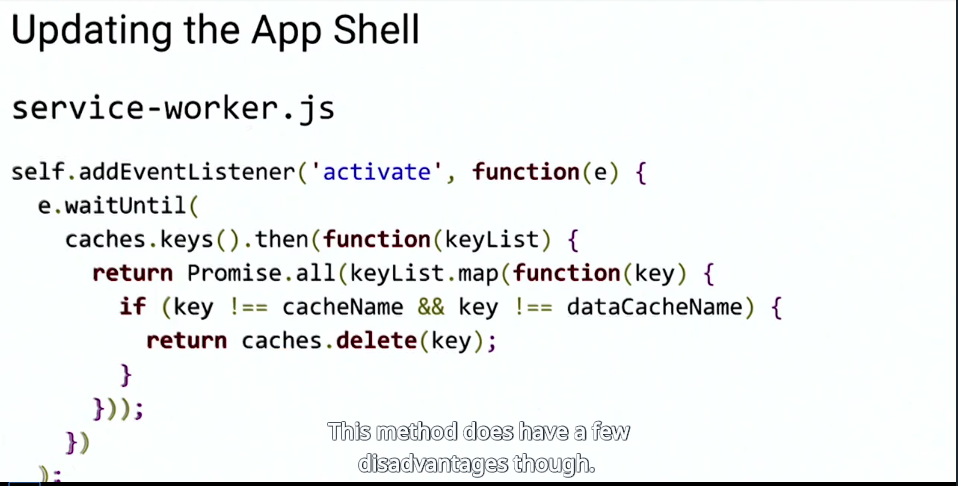 Updating the App Shell
service-worker.js
self.addEventListener('activate', function(e) {
  e.waitUntil(
    caches.keys().then(function(keyList) {
      return Promise.all(keyList.map(function(key) {
        if (key !== cacheName && key !== dataCacheName) {
          return caches.delete(key);
        }
      }));
    })
  );
This method does have a few
disadvantages though.